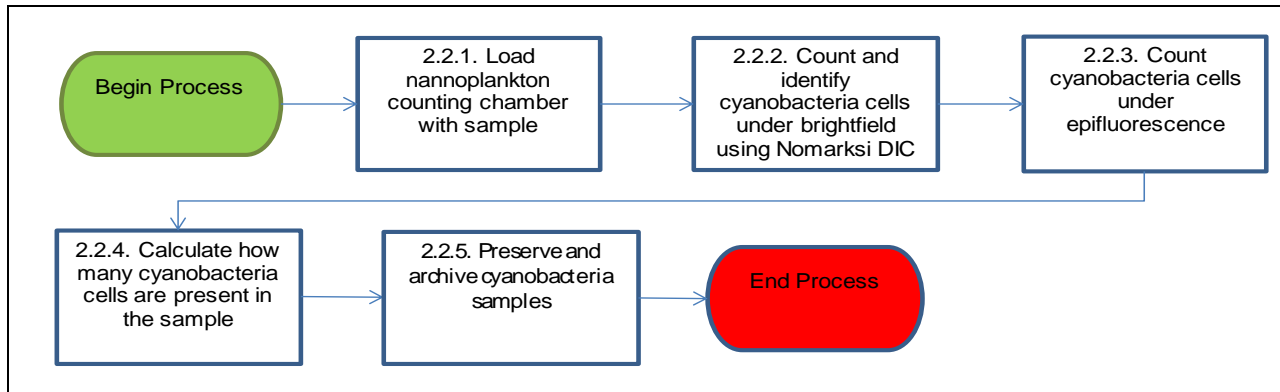 Begin Process
2.2.1. Load
nannoplankton
counting chamber
with sample
2.2.2. Count and
identify
cyanobacteria cells
under brightfield
using Nomarksi DIC
2.2.3. Count
cyanobacteria cells
under
epifluorescence
2.2.4. Calculate how
many cyanobacteria
cells are present in
the sample
2.2.5. Preserve and
archive cyanobacteria
samples
End Process